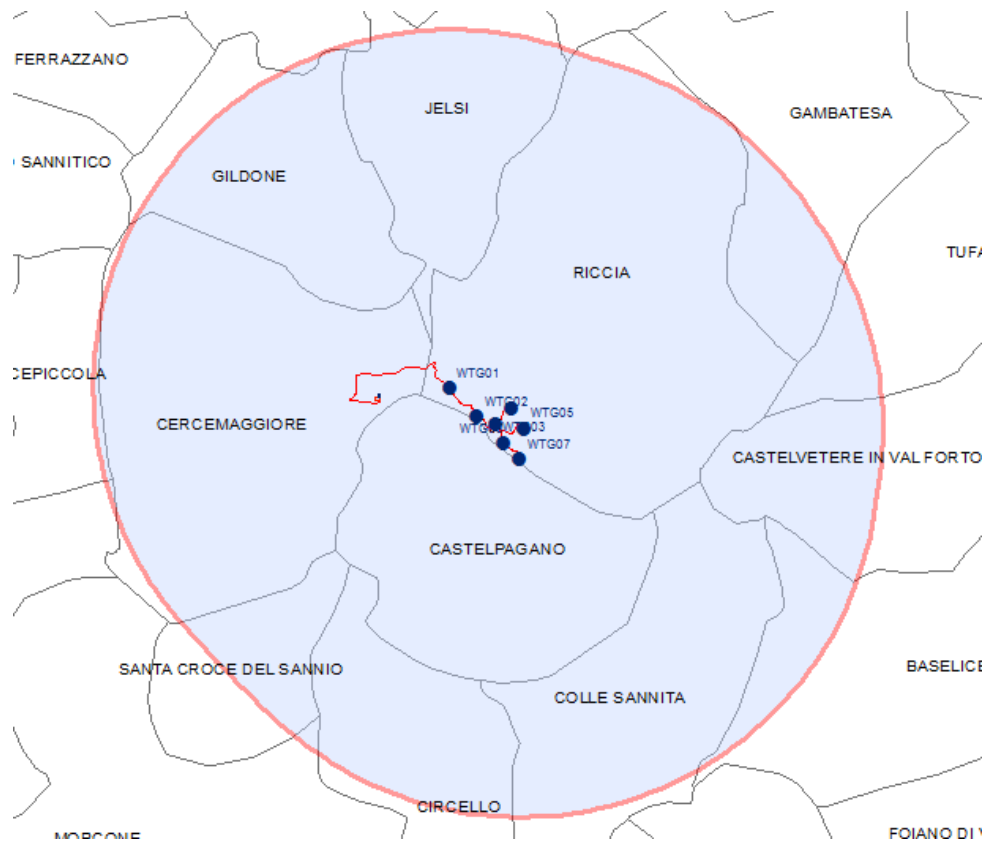 FERRAZZANO
JELSI
GAMBATESA
SANNITICO
GILDONE
TUFA
RICCIA
CEPICCOLA
WTG01
WTG02
WTG05
CERCEMAGGIORE
WTG03
WTG07
CASTELVETERE IN VAL FORTO
CASTELPAGANO
SANTA CROCE DEL SANNIO
BASELICE
COLLE SANNITA
CIRCELLO
MORCONE
FOIANO DI V